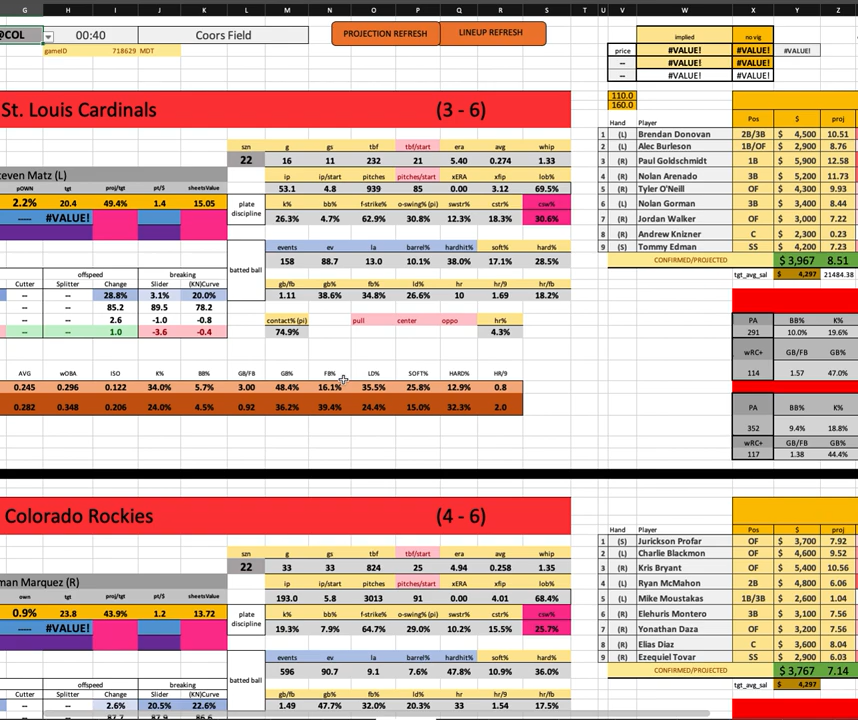 G H I J K L M N O P Q R S T U V W X Y Z
@COL 00:40 Coors Field PROJECTION REFRESH LINEUP REFRESH
implied no vig
gameID 718629 MDT price #VALUE! #VALUE! #VALUE!
-- #VALUE! #VALUE!
-- #VALUE! #VALUE!
110.0
St. Louis Cardinals (3 - 6) 160.0
Hand Player Pos $ proj
1 (L) Brendan Donovan 2B/3B $ 4,500 10.51
2 (L) Alec Burleson 1B/OF $ 2,900 8.76
3 (R) Paul Goldschmidt 1B $ 5,900 12.58
4 (R) Nolan Arenado 3B $ 5,200 11.73
5 (R) Tyler O'Neill OF $ 4,300 9.93
6 (L) Nolan Gorman 3B $ 3,400 8.44
7 (R) Jordan Walker OF $ 3,000 7.22
8 (R) Andrew Knizner C $ 2,300 0.23
9 (S) Tommy Edman SS $ 4,200 7.23
CONFIRMED/PROJECTED $ 3,967 8.51
tgt_avg_sal $ 4,297 21484.38
szn g gs tbf tbf/start era avg whip
22 16 11 232 21 5.40 0.274 1.33
even Matz (L) ip ip/start pitches pitches/start xERA xfip lob%
53.1 4.8 939 85 0.00 3.12 69.5%
pOWN tgt proj/tgt pt/$ sheetsValue
2.2% 20.4 49.4% 1.4 15.05
----- #VALUE!
plate discipline
k% bb% f-strike% o-swing% (pi) swstr% cstr% csw%
26.3% 4.7% 62.9% 30.8% 12.3% 18.3% 30.6%
batted ball
events ev la barrel% hardhit% soft% hard%
158 88.7 13.0 10.1% 38.0% 17.1% 28.5%
gb/fb gb% fb% ld% hr hr/9 hr/fb
1.11 38.6% 34.8% 26.6% 10 1.69 18.2%
offspeed breaking
Cutter Splitter Change Slider (KN)Curve
-- -- 28.8% 3.1% 20.0%
-- -- 85.2 89.5 78.2
-- -- 2.6 -1.0 -0.8
-- -- 1.0 -3.6 -0.4
contact% (pi) pull center oppo hr%
74.9% 4.3%
PA BB% K%
291 10.0% 19.6%
wRC+ GB/FB GB%
114 1.57 47.0%
AVG wOBA ISO K% BB% GB/FB GB% FB% LD% SOFT% HARD% HR/9
0.245 0.296 0.122 34.0% 5.7% 3.00 48.4% 16.1% 35.5% 25.8% 12.9% 0.8
0.282 0.348 0.206 24.0% 4.5% 0.92 36.2% 39.4% 24.4% 15.0% 32.3% 2.0
PA BB% K%
352 9.4% 18.8%
wRC+ GB/FB GB%
117 1.38 44.4%
Colorado Rockies (4 - 6)
Hand Player Pos $ proj
1 (S) Jurickson Profar OF $ 3,700 7.92
2 (L) Charlie Blackmon OF $ 4,600 9.52
3 (R) Kris Bryant OF $ 5,400 10.56
4 (L) Ryan McMahon 2B $ 4,800 6.06
5 (L) Mike Moustakas 1B/3B $ 2,600 1.04
6 (R) Elehuris Montero 3B $ 3,100 7.56
7 (R) Yonathan Daza OF $ 3,200 7.56
8 (R) Elias Diaz C $ 3,600 8.04
9 (R) Ezequiel Tovar SS $ 2,900 6.03
CONFIRMED/PROJECTED $ 3,767 7.14
tgt_avg_sal $ 4,297
szn g gs tbf tbf/start era avg whip
22 33 33 824 25 4.94 0.258 1.35
man Marquez (R) ip ip/start pitches pitches/start xERA xfip lob%
193.0 5.8 3013 91 0.00 4.01 68.4%
own tgt proj/tgt pt/$ sheetsValue
0.9% 23.8 43.9% 1.2 13.72
----- #VALUE!
plate discipline
k% bb% f-strike% o-swing% (pi) swstr% cstr% csw%
19.3% 7.9% 64.7% 29.0% 10.2% 15.5% 25.7%
batted ball
events ev la barrel% hardhit% soft% hard%
596 90.7 9.1 7.6% 47.8% 10.9% 36.0%
gb/fb gb% fb% ld% hr hr/9 hr/fb
1.49 47.7% 32.0% 20.3% 33 1.54 17.5%
offspeed breaking
Cutter Splitter Change Slider (KN)Curve
-- -- 2.6% 20.5% 22.6%